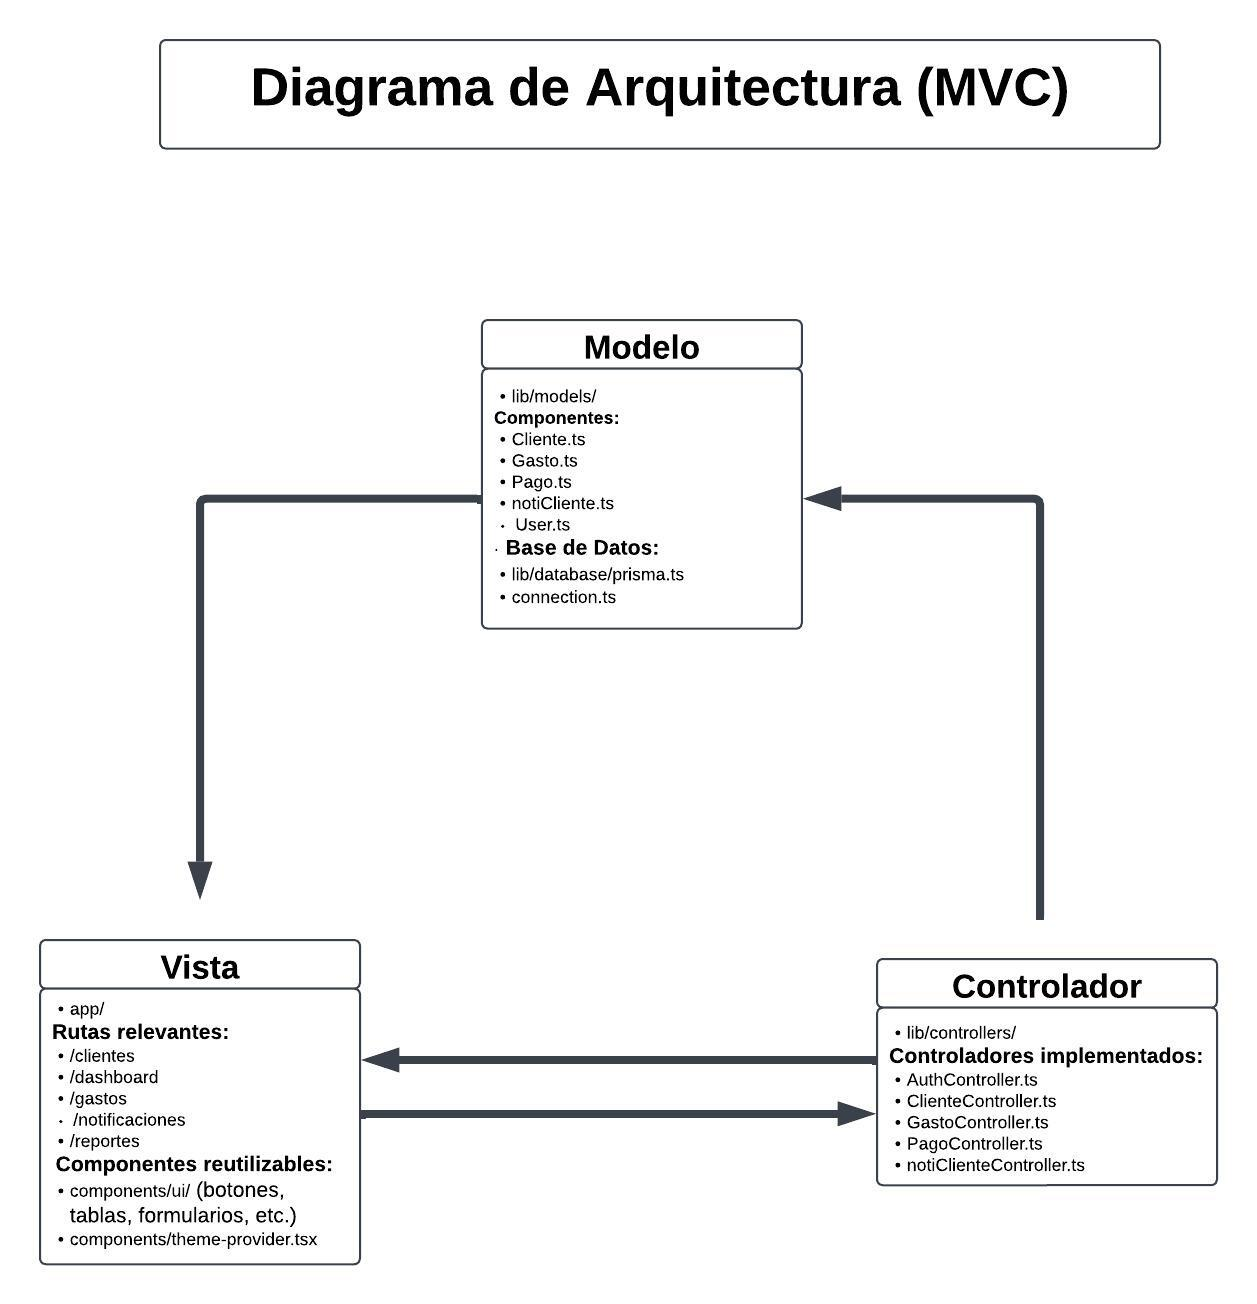 Diagrama de Arquitectura (MVC)
Modelo
• lib/models/
Componentes:
• Cliente.ts
• Gasto.ts
• Pago.ts
• notiCliente.ts
· User.ts
· Base de Datos:
• lib/database/prisma.ts
• connection.ts
Vista
• app/
Rutas relevantes:
• /clientes
• /dashboard
• /gastos
· /notificaciones
• /reportes
Componentes reutilizables:
• components/ui/ (botones,
tablas, formularios, etc.)
• components/theme-provider.tsx
Controlador
• lib/controllers/
Controladores implementados:
• AuthController.ts
• ClienteController.ts
• GastoController.ts
• PagoController.ts
• notiClienteController.ts